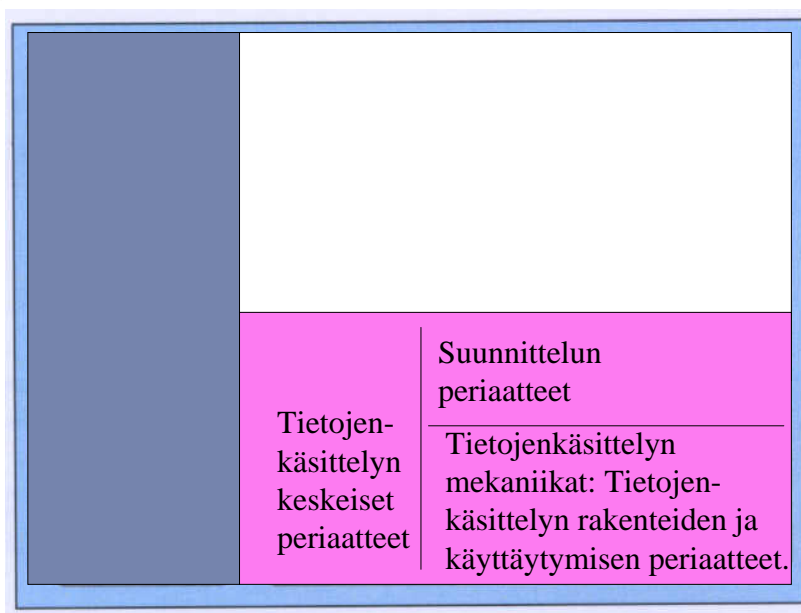 Tietojen-
käsittelyn
keskeiset
periaatteet
Suunnittelun
periaatteet
Tietojenkäsittelyn
mekaniikat: Tietojen-
käsittelyn rakenteiden ja
käyttäytymisen periaatteet.